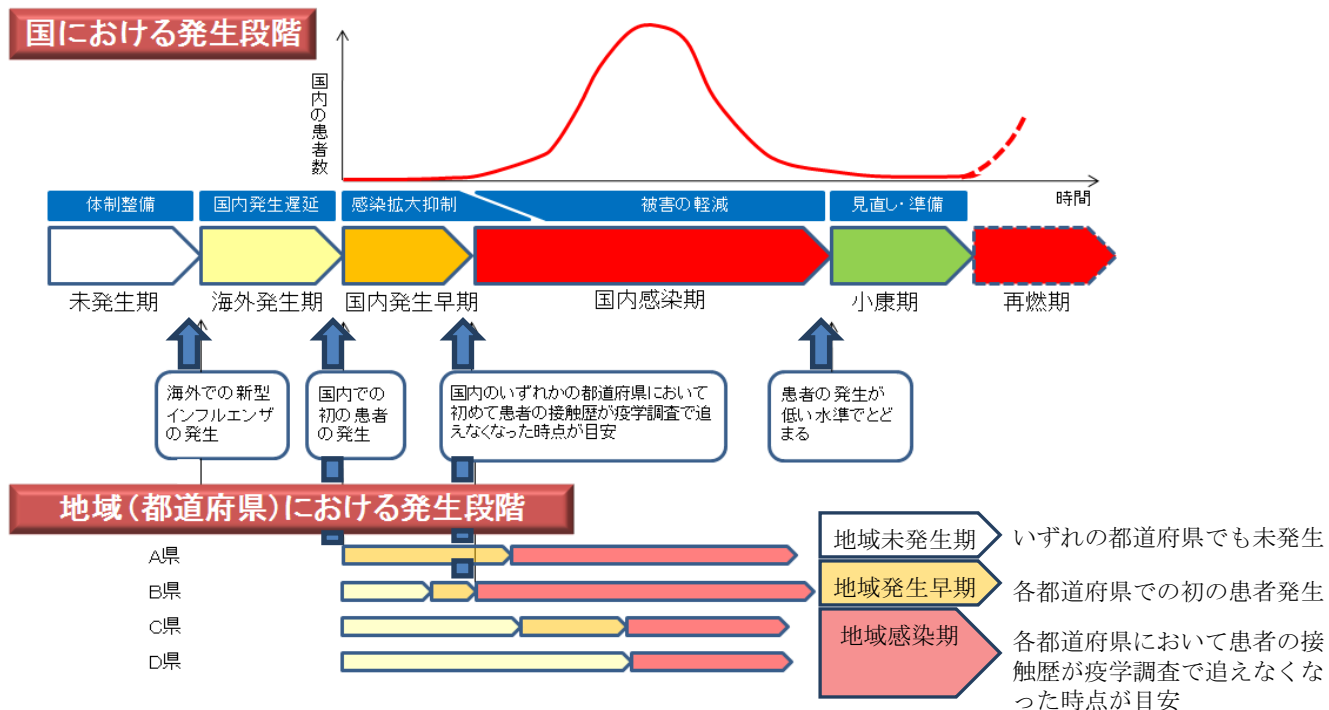 国における発生段階
国内の患者数
時間
体制整備
国内発生遅延
感染拡大抑制
被害の軽減
見直し・準備
未発生期
海外発生期
国内発生早期
国内感染期
小康期
再燃期
海外での新型
インフルエンザ
の発生
国内での
初の患者
の発生
国内のいずれかの都道府県において
初めて患者の接触歴が疫学調査で追
えなくなった時点が目安
患者の発生が
低い水準でとど
まる
地域(都道府県)における発生段階
A県
B県
C県
D県
地域未発生期
いずれの都道府県でも未発生
地域発生早期
各都道府県での初の患者発生
地域感染期
各都道府県において患者の接
触歴が疫学調査で追えなくな
った時点が目安